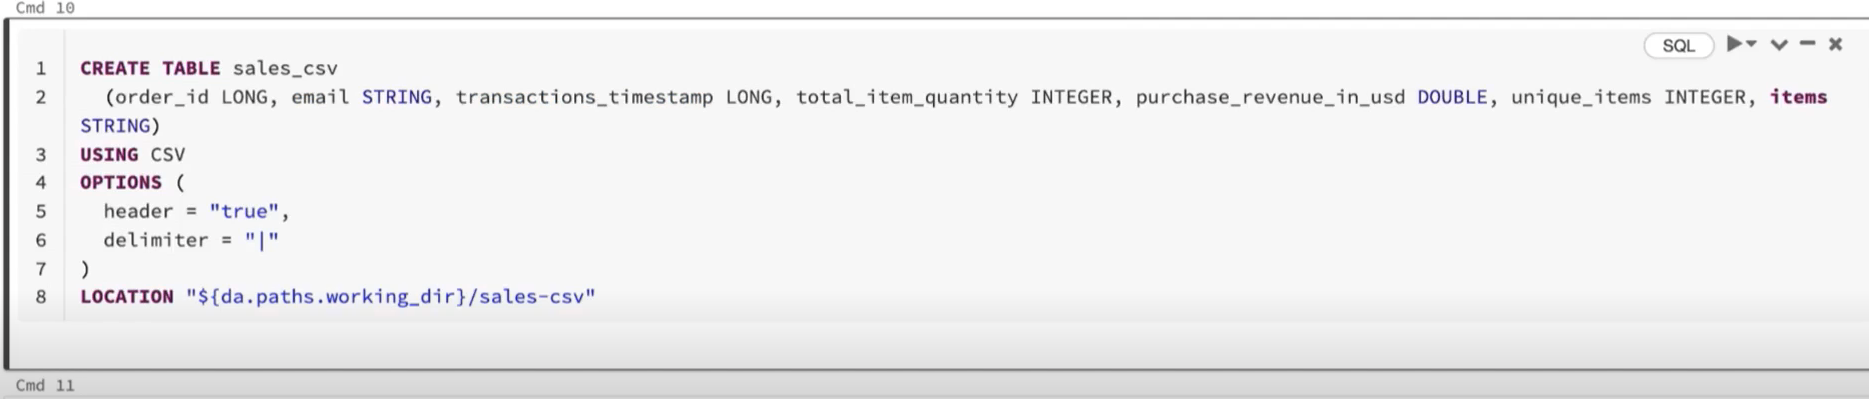 Cmd 10
SQL
1 CREATE TABLE sales_csv
2 (order_id LONG, email STRING, transactions_timestamp LONG, total_item_quantity INTEGER, purchase_revenue_in_usd DOUBLE, unique_items INTEGER, items
STRING)
3 USING CSV
4 OPTIONS (
5 header = "true",
6 delimiter = "|"
7 )
8 LOCATION "${da.paths.working_dir}/sales-csv"
Cmd 11